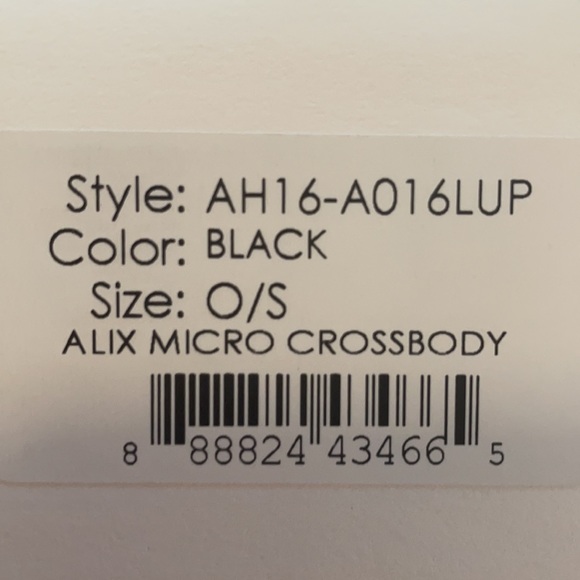 Style: AH16-A016LUP
Color: BLACK
Size: O/S
ALIX MICRO CROSSBODY
8 88824 43466 5